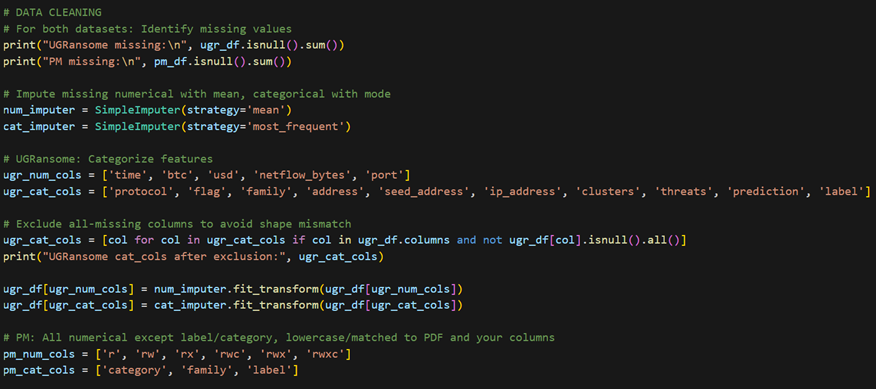 # DATA CLEANING
# For both datasets: Identify missing values
print("UGRansome missing:\n", ugr_df.isnull().sum())
print("PM missing:\n", pm_df.isnull().sum())
# Impute missing numerical with mean, categorical with mode
num_imputer = SimpleImputer(strategy='mean')
cat_imputer = SimpleImputer(strategy='most_frequent')
# UGRansome: Categorize features
ugr_num_cols = ['time', 'btc', 'usd', 'netflow_bytes', 'port']
ugr_cat_cols = ['protocol', 'flag', 'family', 'address', 'seed_address', 'ip_address', 'clusters', 'threats', 'prediction', 'label']
# Exclude all-missing columns to avoid shape mismatch
ugr_cat_cols = [col for col in ugr_cat_cols if col in ugr_df.columns and not ugr_df[col].isnull().all()]
print("UGRansome cat_cols after exclusion:", ugr_cat_cols)
ugr_df[ugr_num_cols] = num_imputer.fit_transform(ugr_df[ugr_num_cols])
ugr_df[ugr_cat_cols] = cat_imputer.fit_transform(ugr_df[ugr_cat_cols])
# PM: All numerical except label/category, lowercase/matched to PDF and your columns
pm_num_cols = ['r', 'rw', 'rx', 'rwc', 'rwx', 'rwxc']
pm_cat_cols = ['category', 'family', 'label']